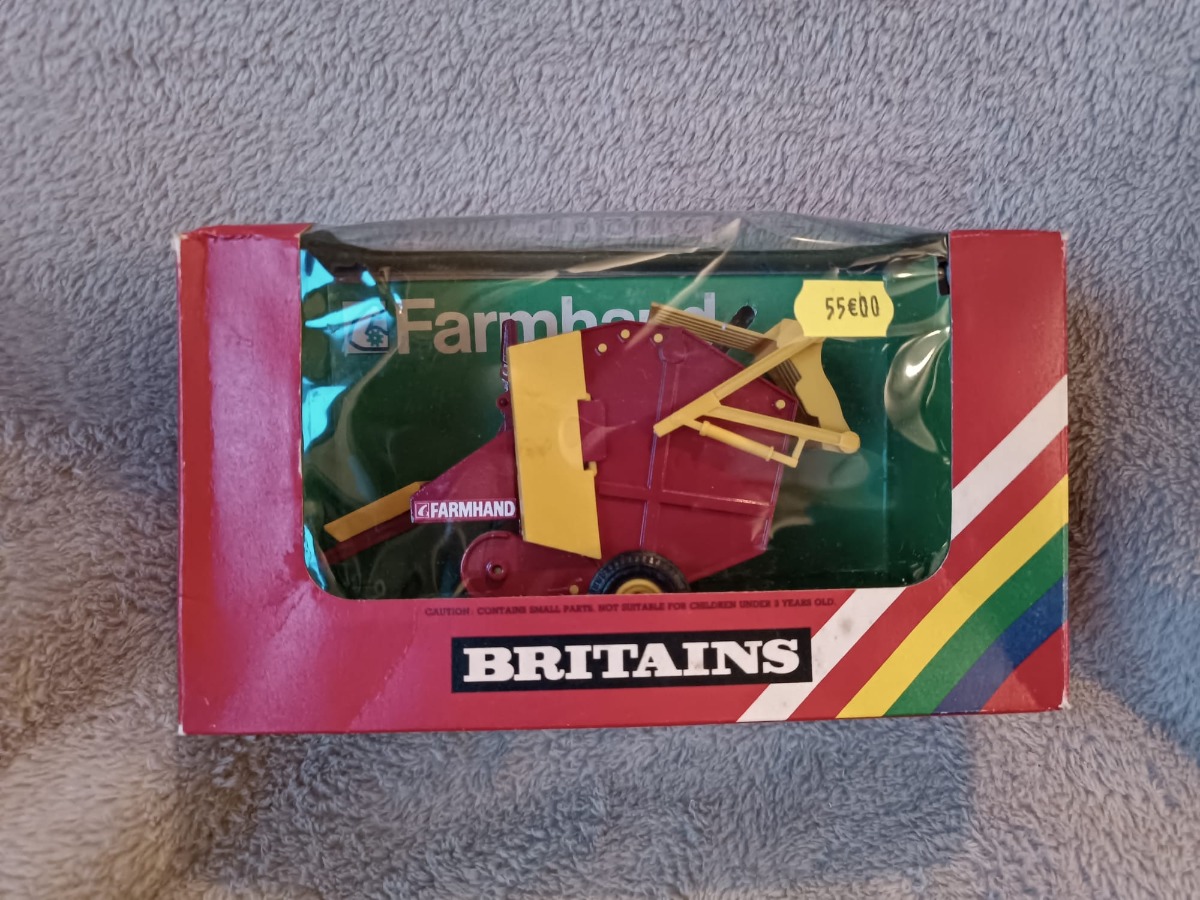 Farmhand
55€00
FARMHAND
CAUTION: CONTAINS SMALL PARTS. NOT SUITABLE FOR CHILDREN UNDER 3 YEARS OLD.
BRITAINS